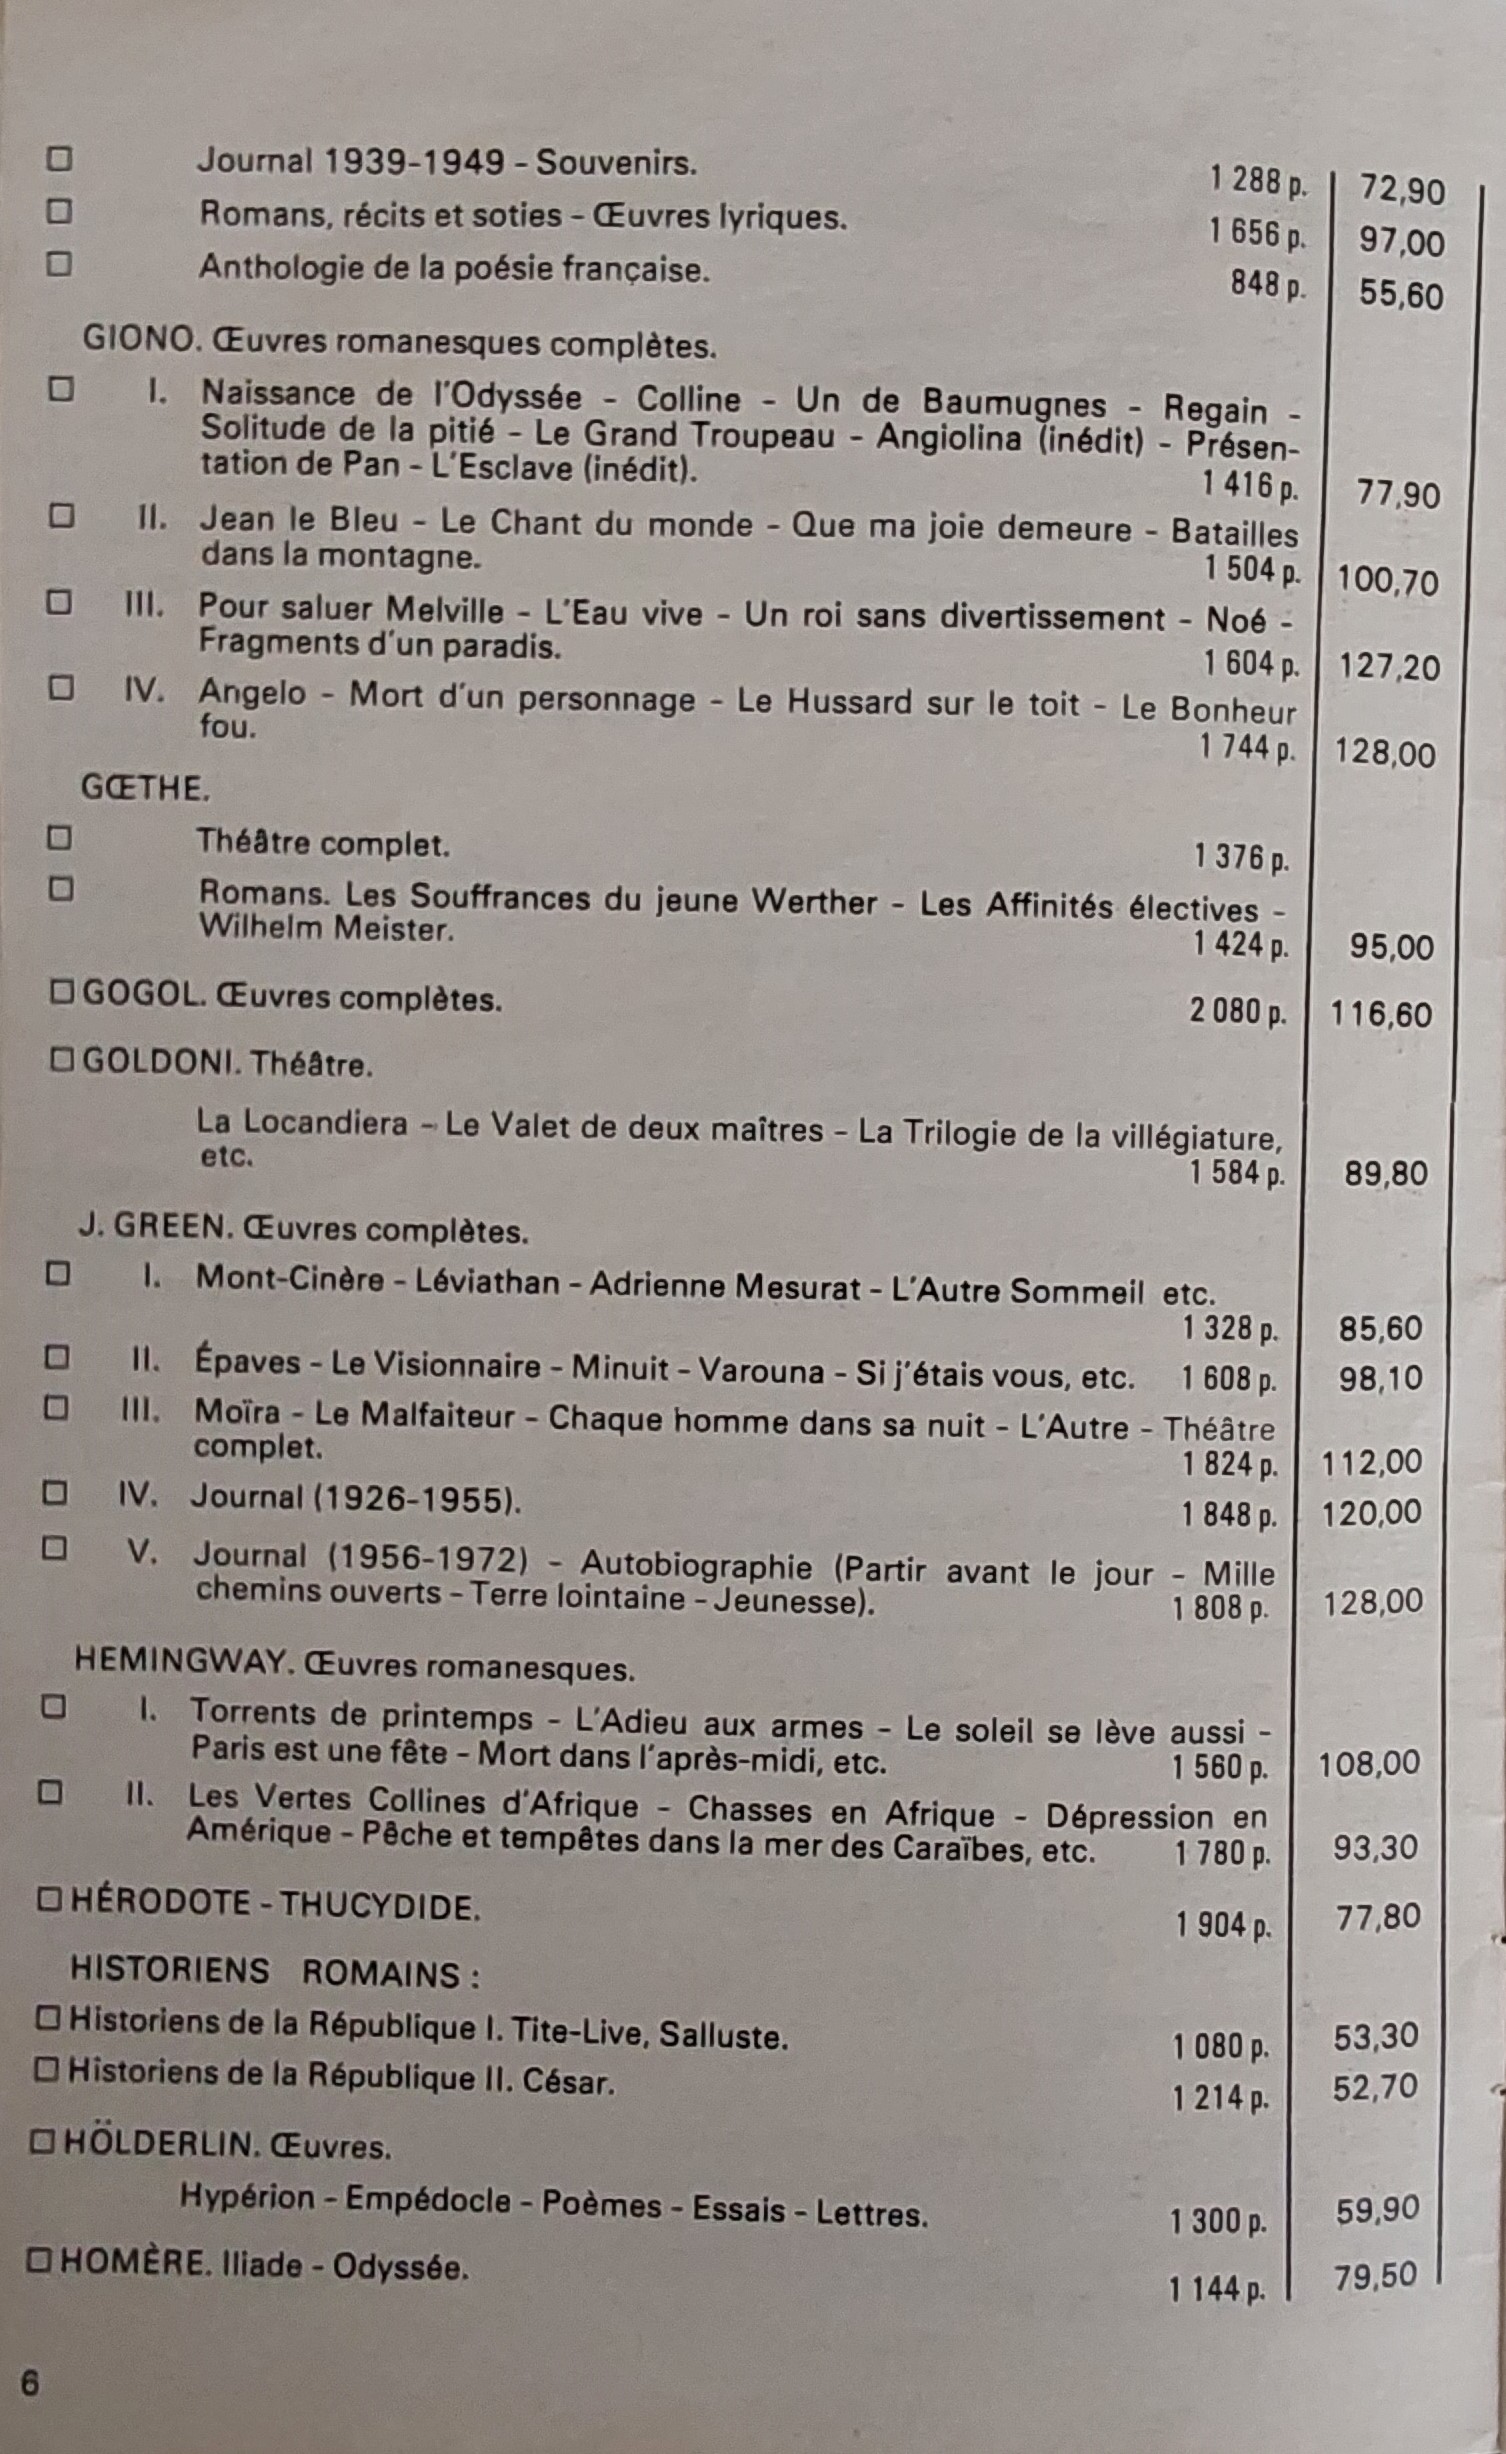 ☐ Journal 1939-1949 - Souvenirs. 1 288 p. 72,90
☐ Romans, récits et soties - Œuvres lyriques. 1 656 p. 97,00
☐ Anthologie de la poésie française. 848 p. 55,60
GIONO. Œuvres romanesques complètes.
☐ I. Naissance de l'Odyssée - Colline - Un de Baumugnes - Regain -
Solitude de la pitié - Le Grand Troupeau - Angiolina (inédit) - Présen-
tation de Pan - L'Esclave (inédit). 1 416 p. 77,90
☐ II. Jean le Bleu - Le Chant du monde - Que ma joie demeure - Batailles
dans la montagne. 1 504 p. 100,70
☐ III. Pour saluer Melville - L'Eau vive - Un roi sans divertissement - Noé -
Fragments d'un paradis. 1 604 p. 127,20
☐ IV. Angelo - Mort d'un personnage - Le Hussard sur le toit - Le Bonheur
fou. 1 744 p. 128,00
GŒTHE.
☐ Théâtre complet. 1 376 p.
☐ Romans. Les Souffrances du jeune Werther - Les Affinités électives -
Wilhelm Meister. 1 424 p. 95,00
☐ GOGOL. Œuvres complètes. 2 080 p. 116,60
☐ GOLDONI. Théâtre.
La Locandiera - Le Valet de deux maîtres - La Trilogie de la villégiature,
etc. 1 584 p. 89,80
J. GREEN. Œuvres complètes.
☐ I. Mont-Cinère - Léviathan - Adrienne Mesurat - L'Autre Sommeil etc.
1 328 p. 85,60
☐ II. Épaves - Le Visionnaire - Minuit - Varouna - Si j'étais vous, etc. 1 608 p. 98,10
☐ III. Moïra - Le Malfaiteur - Chaque homme dans sa nuit - L'Autre - Théâtre
complet. 1 824 p. 112,00
☐ IV. Journal (1926-1955). 1 848 p. 120,00
☐ V. Journal (1956-1972) - Autobiographie (Partir avant le jour - Mille
chemins ouverts - Terre lointaine - Jeunesse). 1 808 p. 128,00
HEMINGWAY. Œuvres romanesques.
☐ I. Torrents de printemps - L'Adieu aux armes - Le soleil se lève aussi -
Paris est une fête - Mort dans l'après-midi, etc. 1 560 p. 108,00
☐ II. Les Vertes Collines d'Afrique - Chasses en Afrique - Dépression en
Amérique - Pêche et tempêtes dans la mer des Caraïbes, etc. 1 780 p. 93,30
☐ HÉRODOTE - THUCYDIDE. 1 904 p. 77,80
HISTORIENS ROMAINS :
☐ Historiens de la République I. Tite-Live, Salluste. 1 080 p. 53,30
☐ Historiens de la République II. César. 1 214 p. 52,70
☐ HÖLDERLIN. Œuvres.
Hypérion - Empédocle - Poèmes - Essais - Lettres. 1 300 p. 59,90
☐ HOMÈRE. Iliade - Odyssée. 1 144 p. 79,50
6